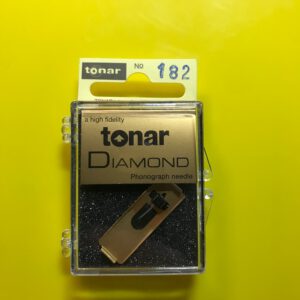 tonar
No
182
a high fidelity
tonar
DIAMOND
Phonograph needle